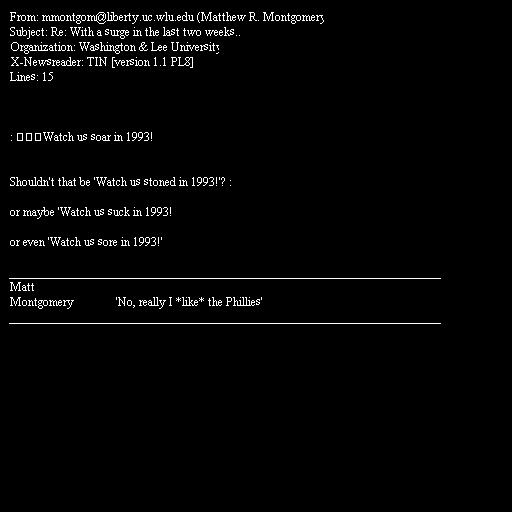 From: mmontgom@liberty.uc.wlu.edu (Matthew R. Montgomery
Subject: Re: With a surge in the last two weeks..
Organization: Washington & Lee University
X-Newsreader: TIN [version 1.1 PL8]
Lines: 15
: Watch us soar in 1993!
Shouldn't that be 'Watch us stoned in 1993!'? :
or maybe 'Watch us suck in 1993!
or even 'Watch us sore in 1993!'
Matt
Montgomery 'No, really I *like* the Phillies'